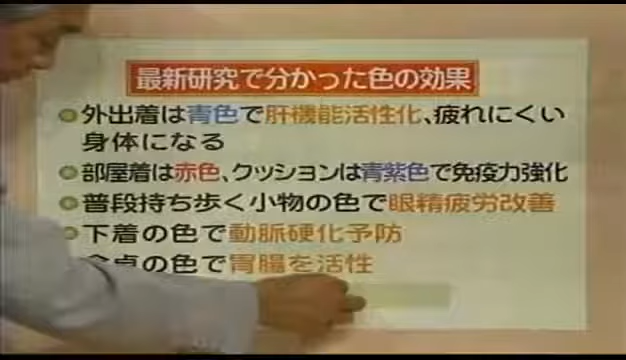 最新研究で分かった色の効果
●外出着は青色で肝機能活性化、疲れにくい
身体になる
●部屋着は赤色、クッションは青紫色で免疫力強化
●普段持ち歩く小物の色で眼精疲労改善
●下着の色で動脈硬化予防
食卓の色で胃腸を活性